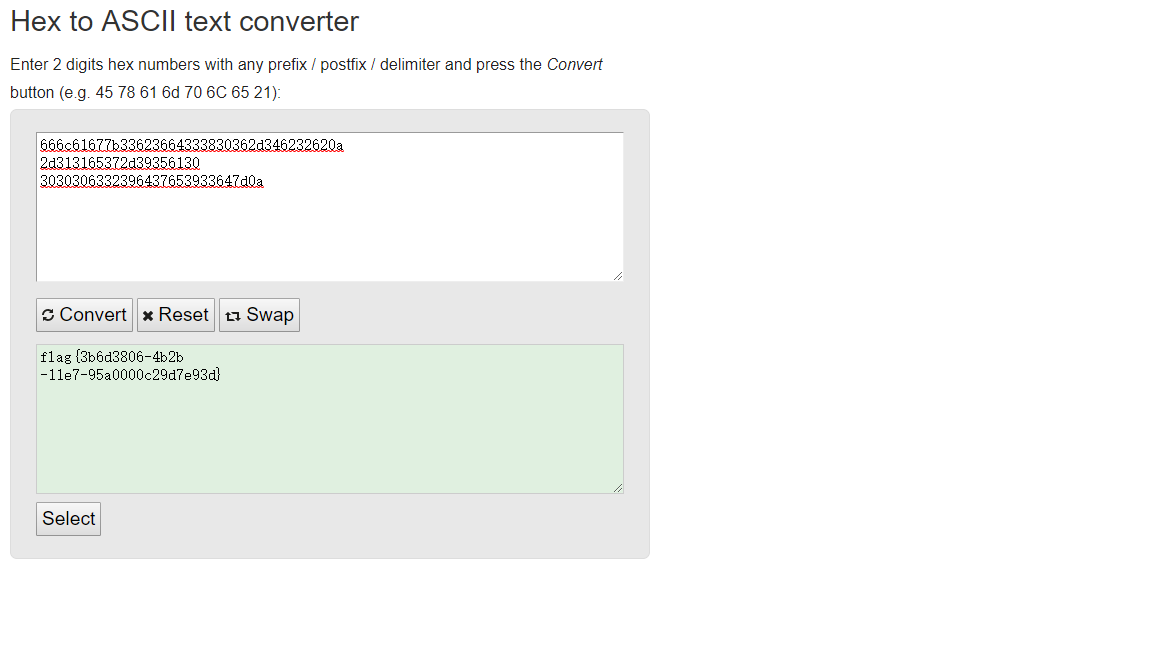 Hex to ASCII text converter
Enter 2 digits hex numbers with any prefix / postfix / delimiter and press the Convert
button (e.g. 45 78 61 6d 70 6C 65 21):
666c61677b33623664333830362d346232620a
2d313165372d39356130
3030306332396437653933647d0a
Convert Reset Swap
flag{3b6d3806-4b2b
-11e7-95a0000c29d7e93d}
Select